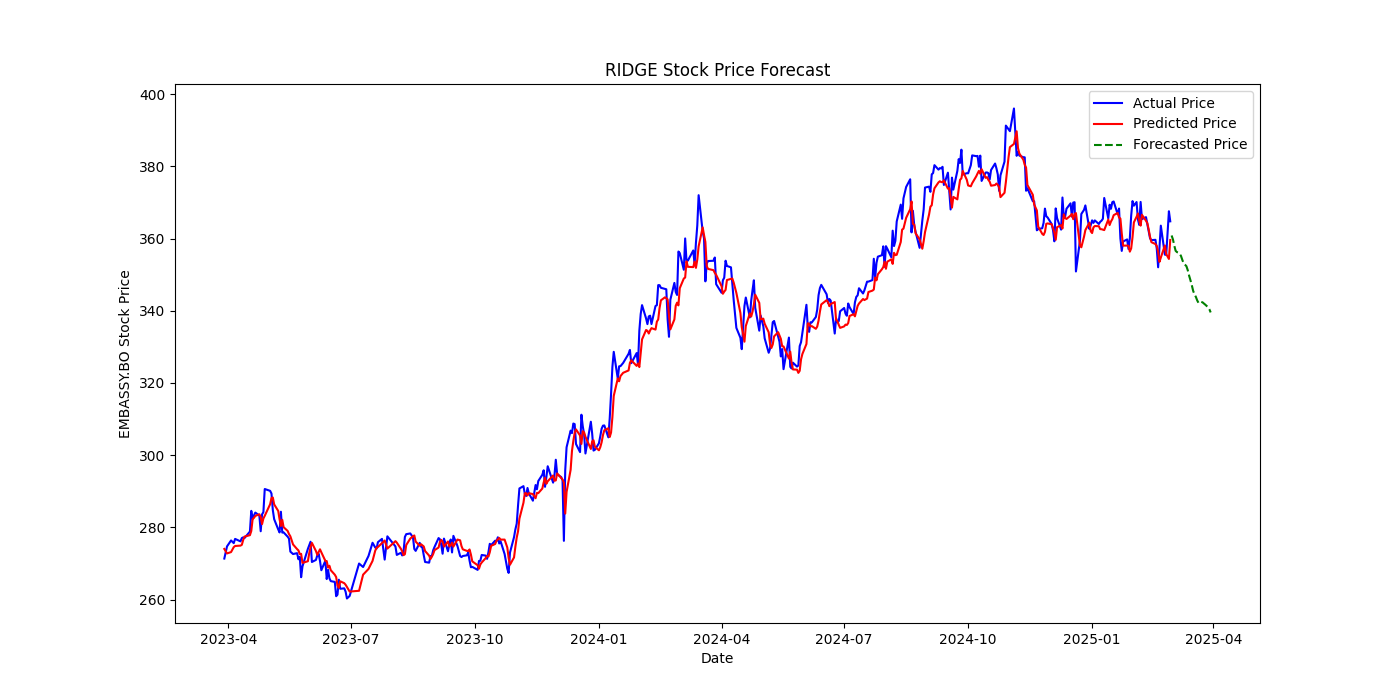 RIDGE Stock Price Forecast
EMBASSY.BO Stock Price
400
380
360
340
320
300
280
260
Actual Price
Predicted Price
Forecasted Price
2023-04 2023-07 2023-10 2024-01 2024-04 2024-07 2024-10 2025-01 2025-04
Date